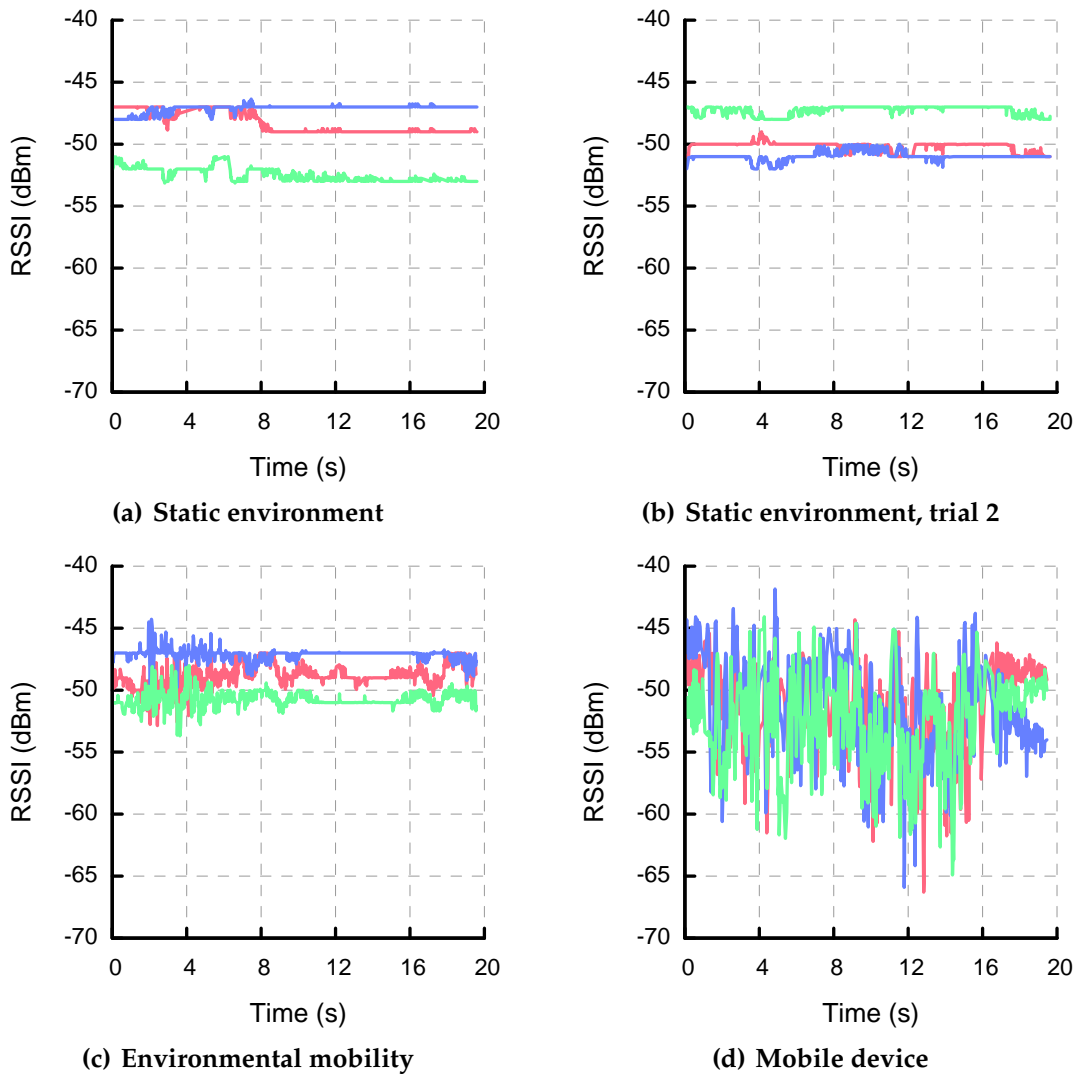 -40
-45
-50
-55
-60
-65
-70
RSSI (dBm)
0 4 8 12 16 20
Time (s)
(a) Static environment
-40
-45
-50
-55
-60
-65
-70
RSSI (dBm)
0 4 8 12 16 20
Time (s)
(b) Static environment, trial 2
-40
-45
-50
-55
-60
-65
-70
RSSI (dBm)
0 4 8 12 16 20
Time (s)
(c) Environmental mobility
-40
-45
-50
-55
-60
-65
-70
RSSI (dBm)
0 4 8 12 16 20
Time (s)
(d) Mobile device